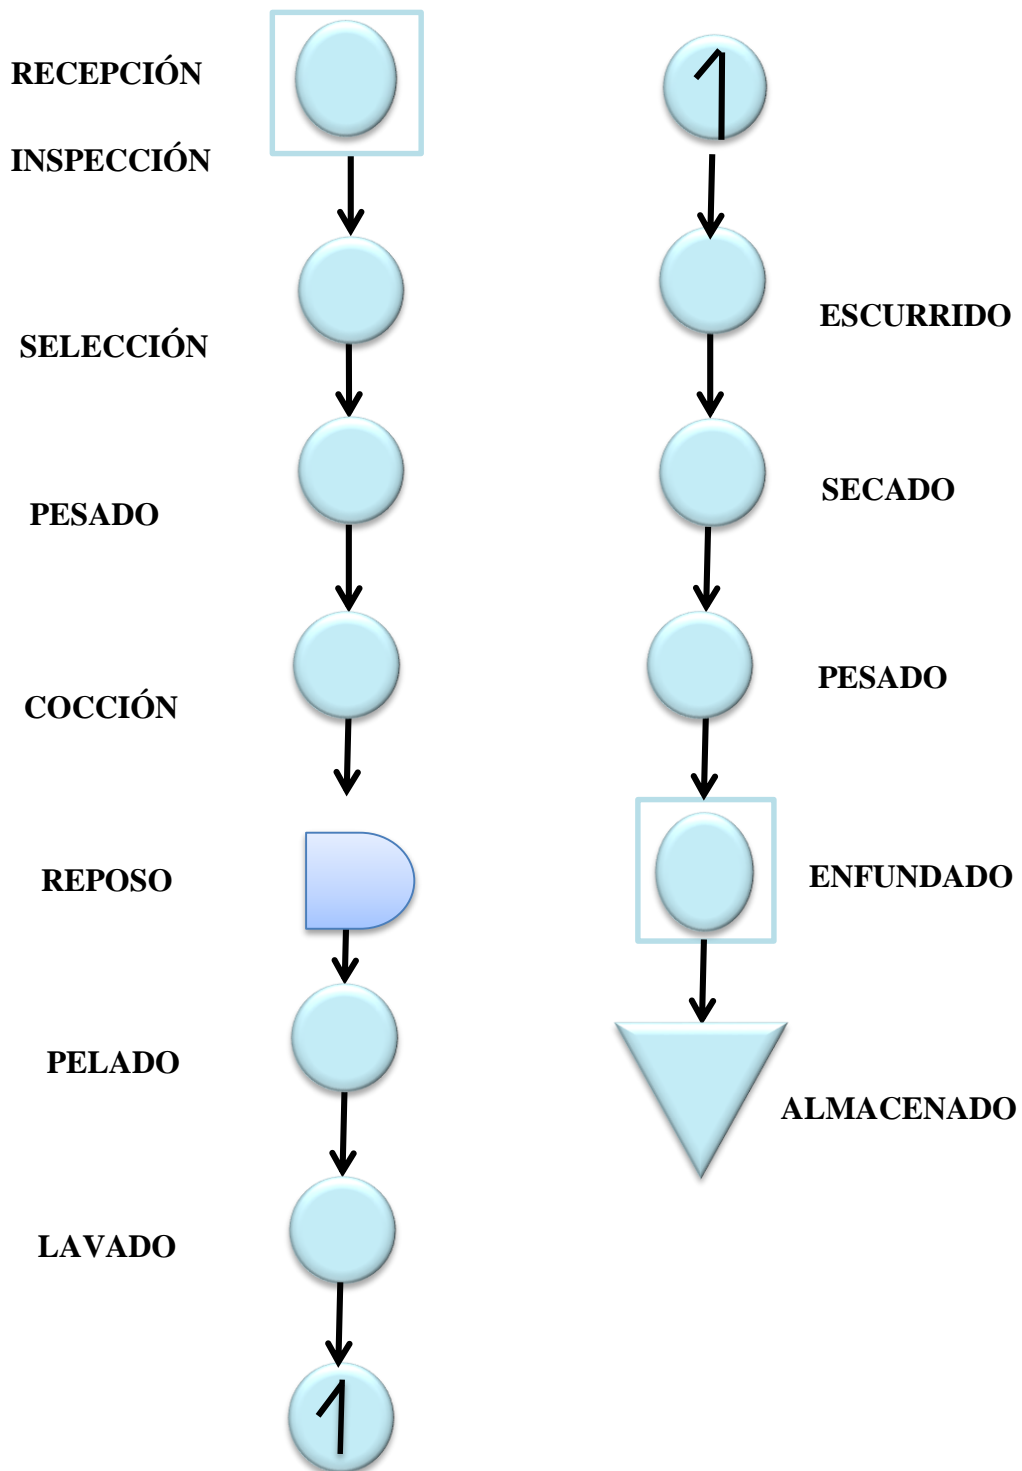 RECEPCIÓN
INSPECCIÓN
SELECCIÓN
PESADO
COCCIÓN
REPOSO
PELADO
LAVADO
1
1
ESCURRIDO
SECADO
PESADO
ENFUNDADO
ALMACENADO